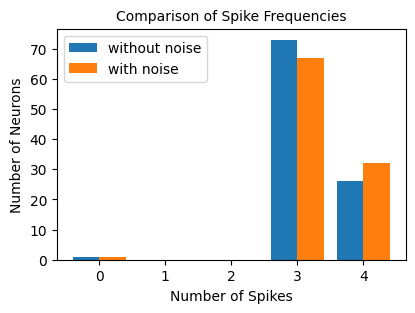 Comparison of Spike Frequencies
without noise
with noise
Number of Neurons
70
60
50
40
30
20
10
0
0 1 2 3 4
Number of Spikes